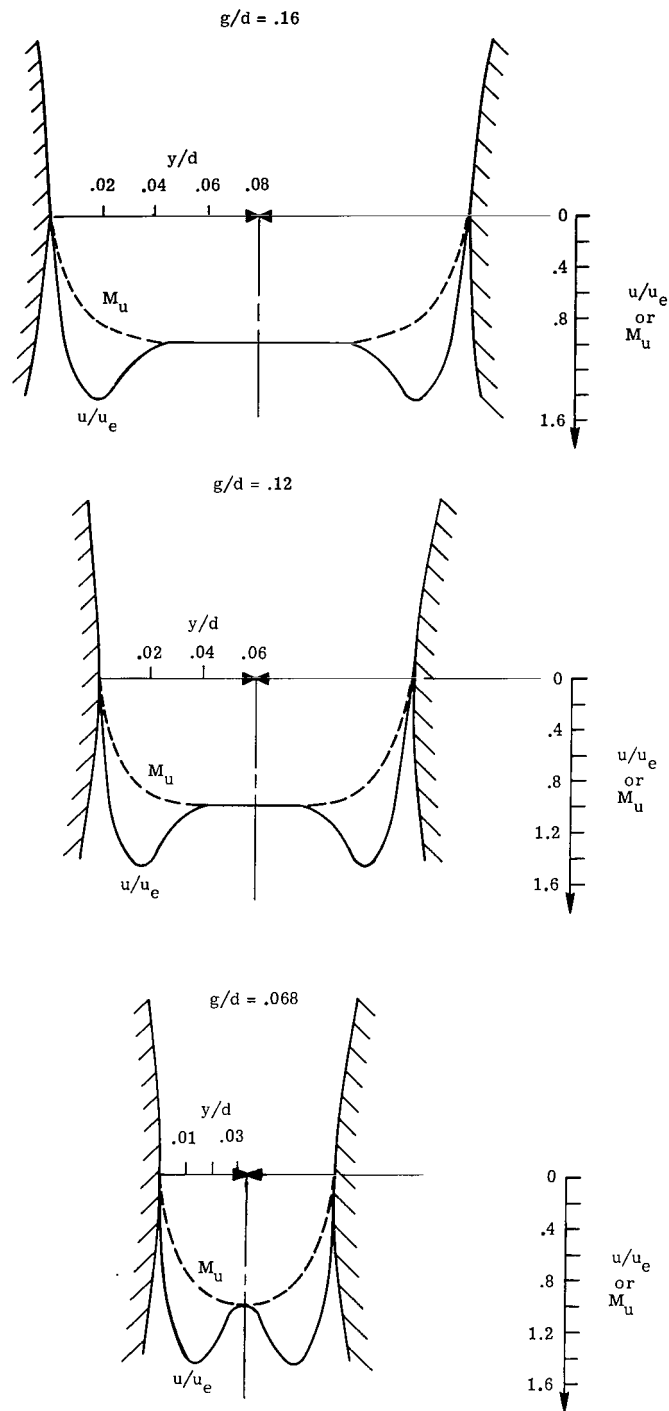 g/d = .16
y/d
.02 .04 .06 .08
0
.4
.8
1.6
u/u_e
or
M_u
M_u
u/u_e
g/d = .12
y/d
.02 .04 .06
0
.4
.8
1.2
1.6
u/u_e
or
M_u
M_u
u/u_e
g/d = .068
y/d
.01 .03
0
.4
.8
1.2
1.6
u/u_e
or
M_u
M_u
u/u_e